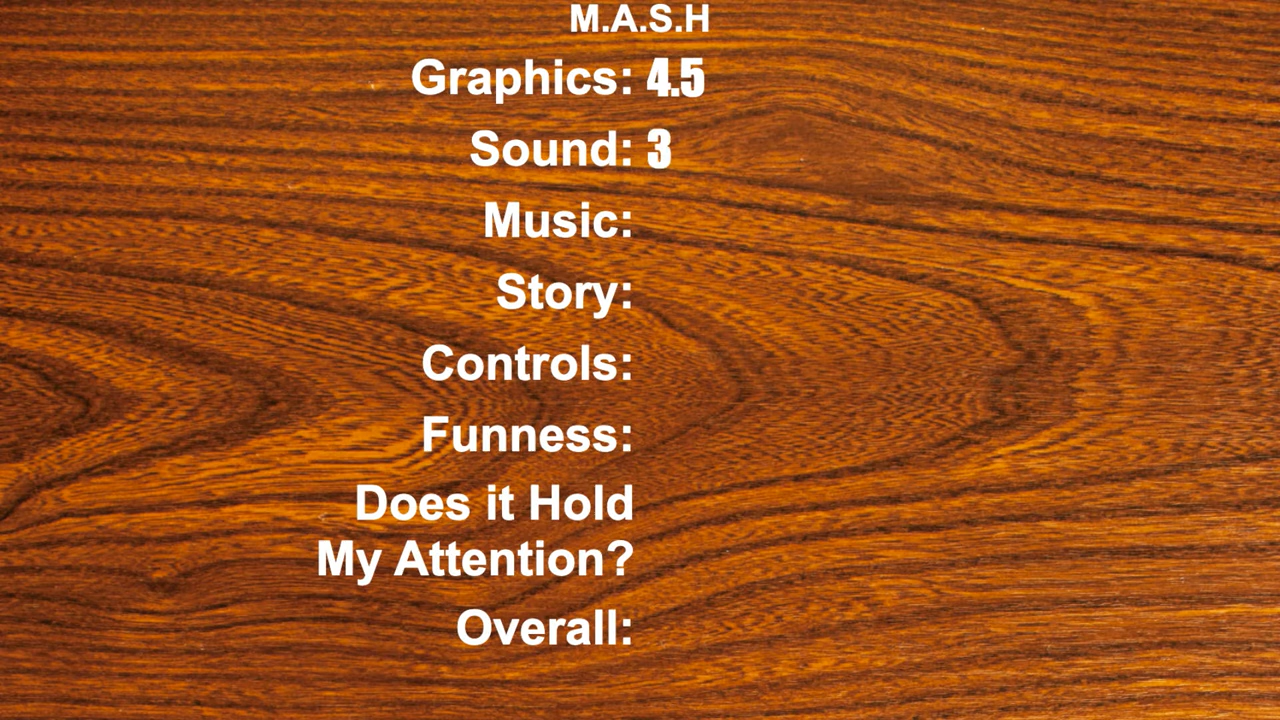 M.A.S.H
Graphics: 4.5
Sound: 3
Music:
Story:
Controls:
Funness:
Does it Hold
My Attention?
Overall: